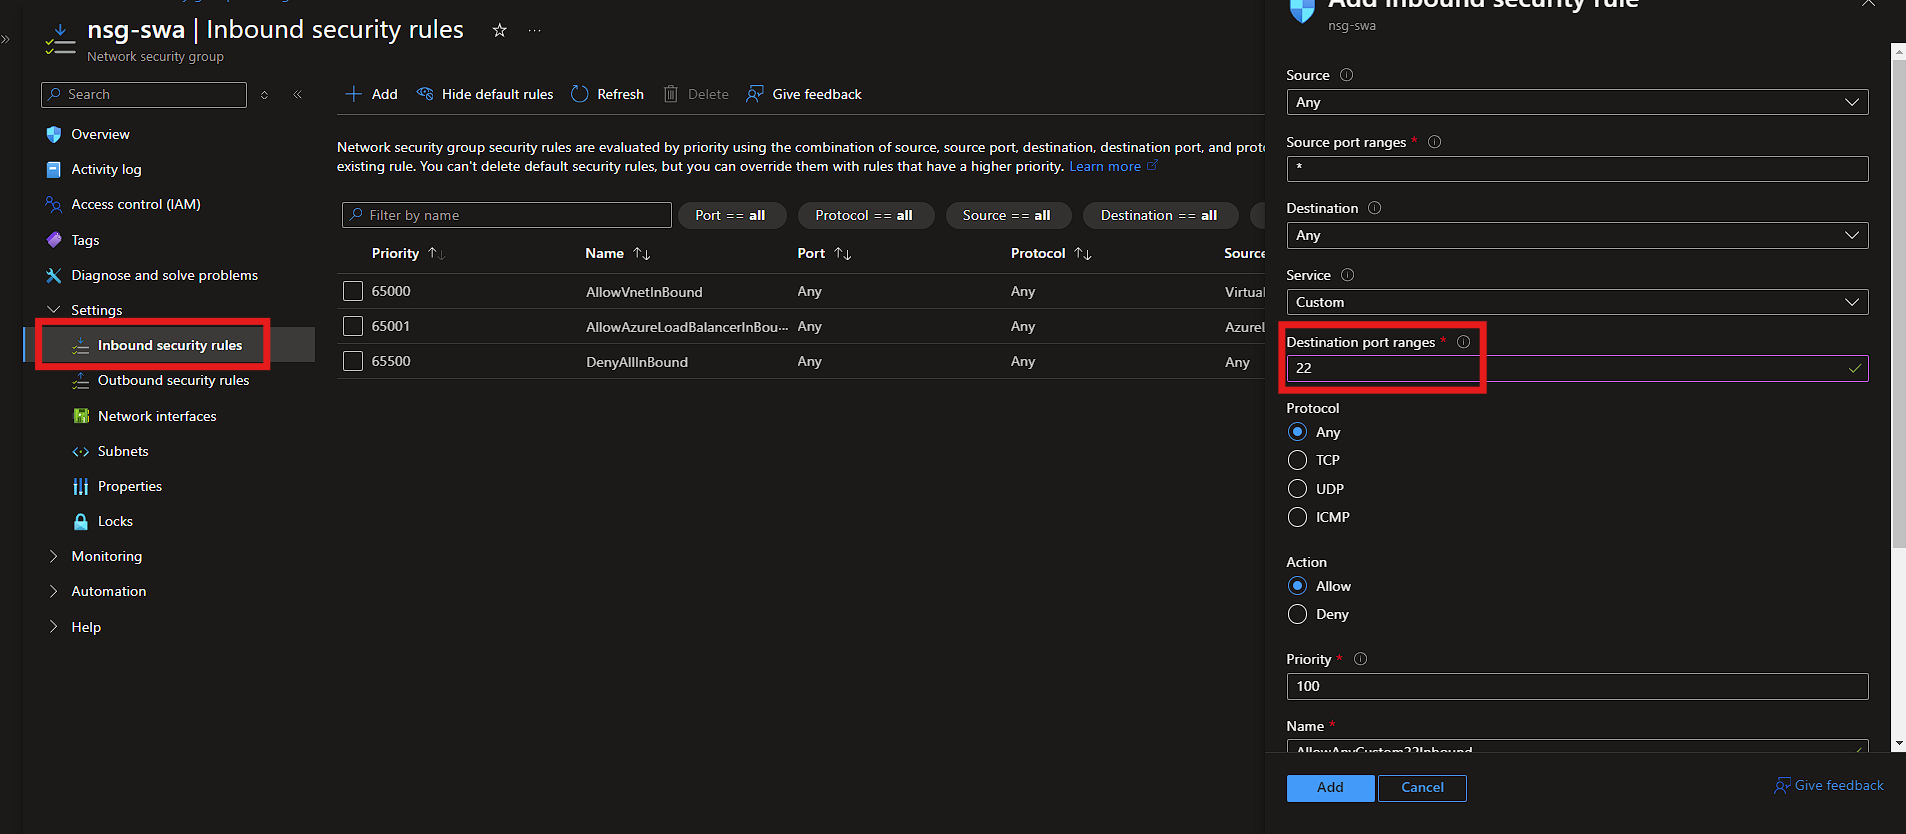 nsg-swa | Inbound security rules
Network security group
Search
Overview
Activity log
Access control (IAM)
Tags
Diagnose and solve problems
Settings
Inbound security rules
Outbound security rules
Network interfaces
Subnets
Properties
Locks
Monitoring
Automation
Help
Add Hide default rules Refresh Delete Give feedback
Network security group security rules are evaluated by priority using the combination of source, source port, destination, destination port, and proto
existing rule. You can't delete default security rules, but you can override them with rules that have a higher priority. Learn more
Filter by name Port == all Protocol == all Source == all Destination == all
Priority Name Port Protocol Source
65000 AllowVnetInBound Any Any Virtual
65001 AllowAzureLoadBalancerInBou... Any Any AzureL
65500 DenyAllInBound Any Any Any
Add inbound security rule
nsg-swa
Source
Any
Source port ranges *
*
Destination
Any
Service
Custom
Destination port ranges *
22
Protocol
Any
TCP
UDP
ICMP
Action
Allow
Deny
Priority *
100
Name *
AllowAnyCustom22Inbound
Add Cancel
Give feedback